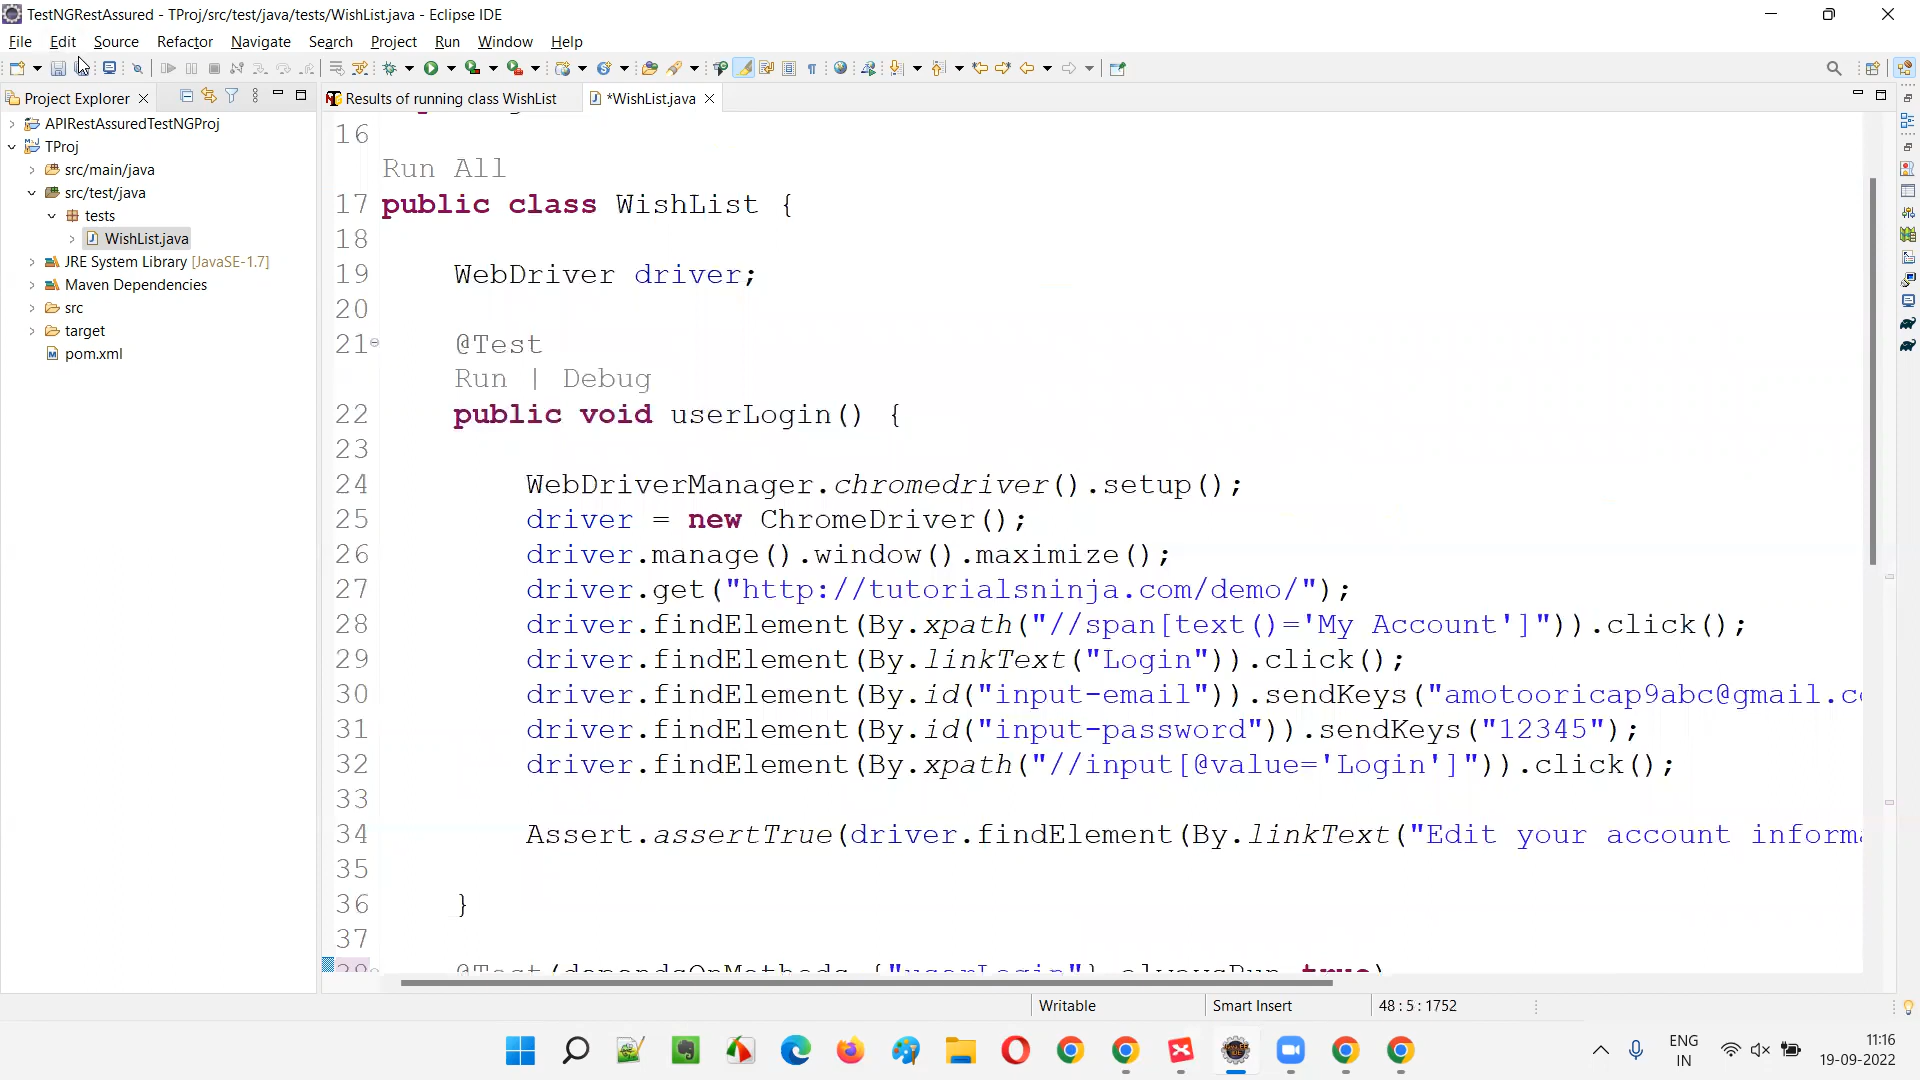 TestNGRestAssured - TProj/src/test/java/tests/WishList.java - Eclipse IDE
File Edit Source Refactor Navigate Search Project Run Window Help
Project Explorer
Results of running class WishList
*WishList.java
APIRestAssuredTestNGProj
TProj
src/main/java
src/test/java
tests
WishList.java
JRE System Library [JavaSE-1.7]
Maven Dependencies
src
target
pom.xml
16
Run All
17 public class WishList {
18
19 WebDriver driver;
20
21 @Test
Run | Debug
22 public void userLogin() {
23
24 WebDriverManager.chromedriver().setup();
25 driver = new ChromeDriver();
26 driver.manage().window().maximize();
27 driver.get("http://tutorialsninja.com/demo/");
28 driver.findElement(By.xpath("//span[text()='My Account']")).click();
29 driver.findElement(By.linkText("Login")).click();
30 driver.findElement(By.id("input-email")).sendKeys("amotooricap9abc@gmail.c
31 driver.findElement(By.id("input-password")).sendKeys("12345");
32 driver.findElement(By.xpath("//input[@value='Login']")).click();
33
34 Assert.assertTrue(driver.findElement(By.linkText("Edit your account inform
35
36 }
37
@Test(dependsOnMethods {"userLogin"} alwaysRun true)
Writable Smart Insert 48 : 5 : 1752
ENG
IN
11:16
19-09-2022